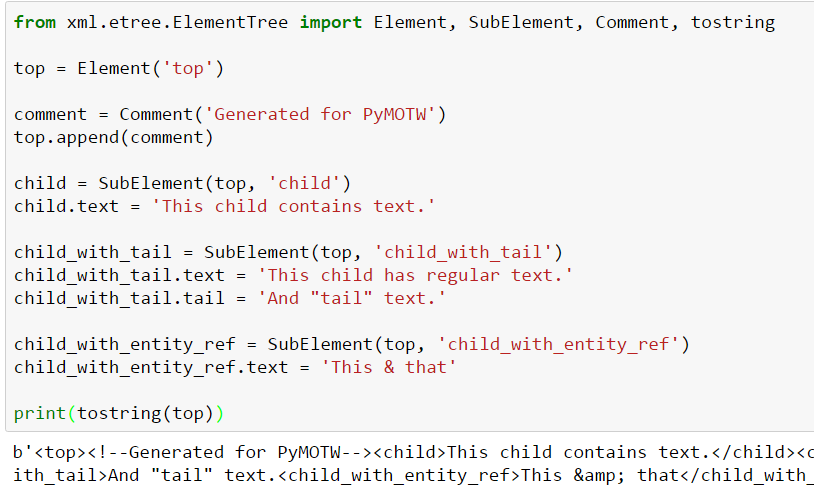 from xml.etree.ElementTree import Element, SubElement, Comment, tostring
top = Element('top')
comment = Comment('Generated for PyMOTW')
top.append(comment)
child = SubElement(top, 'child')
child.text = 'This child contains text.'
child_with_tail = SubElement(top, 'child_with_tail')
child_with_tail.text = 'This child has regular text.'
child_with_tail.tail = 'And "tail" text.'
child_with_entity_ref = SubElement(top, 'child_with_entity_ref')
child_with_entity_ref.text = 'This & that'
print(tostring(top))
b'<top><!--Generated for PyMOTW--><child>This child contains text.</child><c
ith_tail>And "tail" text.<child_with_entity_ref>This &amp; that</child_with_